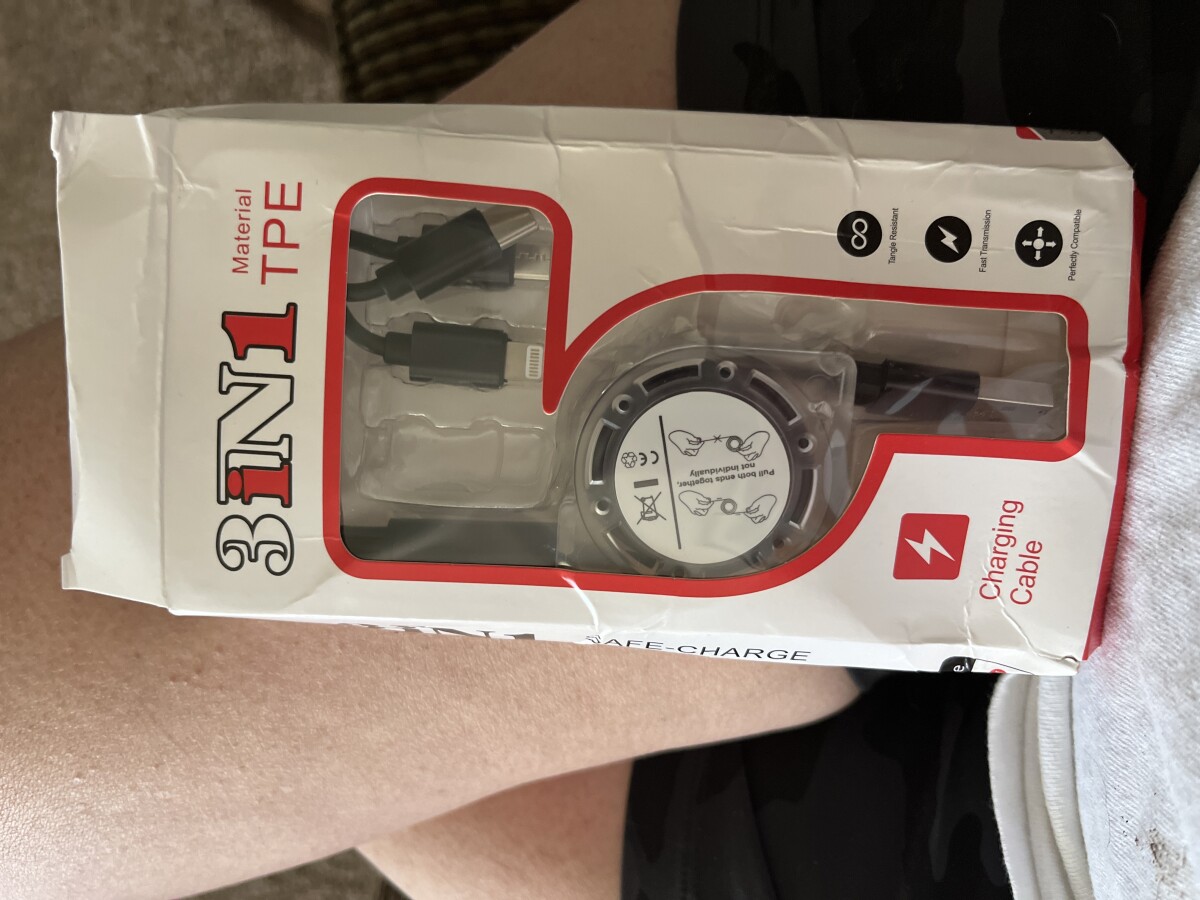 3iN1
Material
TPE
Tangle Resistant
Fast Transmission
Perfectly Compatible
Pull both ends together,
not individually
CE
Charging
Cable
SAFE-CHARGE